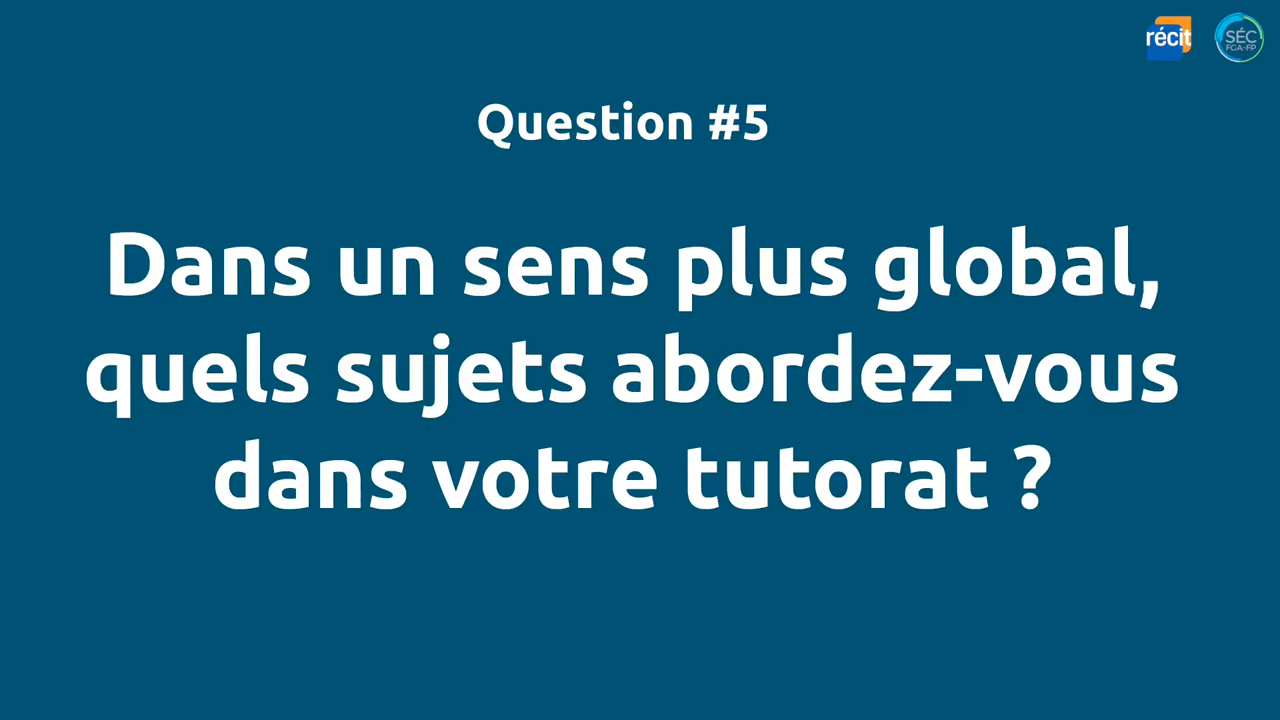 récit
SÉC
FGA-FP
Question #5
Dans un sens plus global,
quels sujets abordez-vous
dans votre tutorat ?